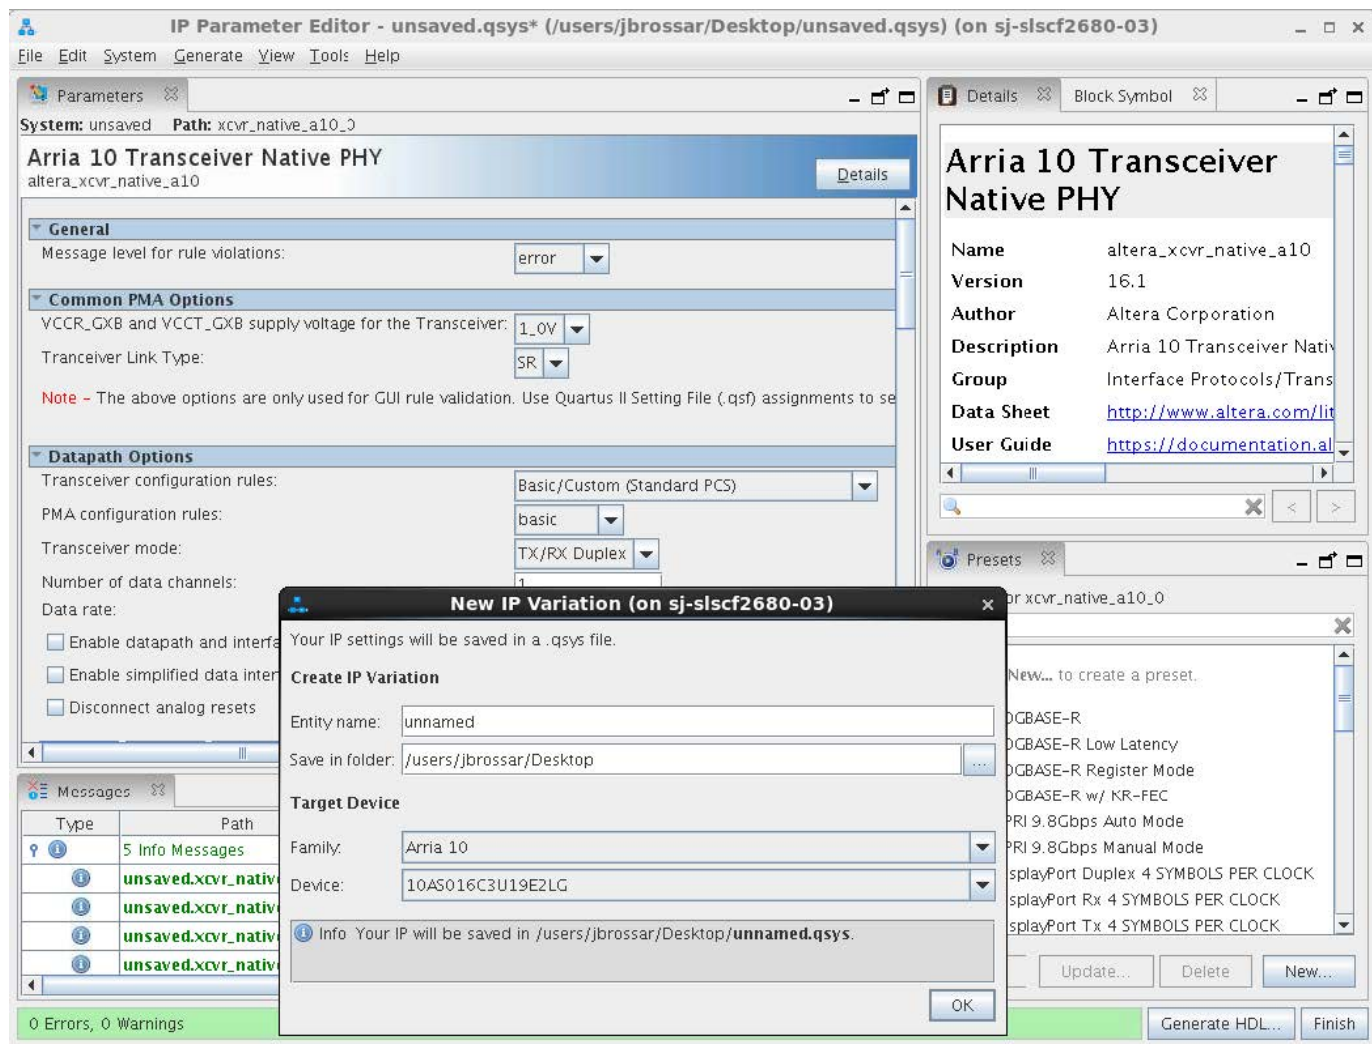 IP Parameter Editor - unsaved.qsys* (/users/jbrossar/Desktop/unsaved.qsys) (on sj-slscf2680-03)
File Edit System Generate View Tools Help
Parameters
System: unsaved Path: xcvr_native_a10_0
Arria 10 Transceiver Native PHY
altera_xcvr_native_a10
Details
General
Message level for rule violations: error
Common PMA Options
VCCR_GXB and VCCT_GXB supply voltage for the Transceiver: 1_0V
Tranceiver Link Type: SR
Note - The above options are only used for GUI rule validation. Use Quartus II Setting File (.qsf) assignments to se
Datapath Options
Transceiver configuration rules: Basic/Custom (Standard PCS)
PMA configuration rules: basic
Transceiver mode: TX/RX Duplex
Number of data channels: 1
Data rate:
Enable datapath and interfa
Enable simplified data inter
Disconnect analog resets
Messages
Type Path
5 Info Messages
unsaved.xcvr_nativ
unsaved.xcvr_nativ
unsaved.xcvr_nativ
unsaved.xcvr_nativ
0 Errors, 0 Warnings
Details Block Symbol
Arria 10 Transceiver
Native PHY
Name altera_xcvr_native_a10
Version 16.1
Author Altera Corporation
Description Arria 10 Transceiver Nativ
Group Interface Protocols/Trans
Data Sheet http://www.altera.com/lit
User Guide https://documentation.al
< >
Presets
or xcvr_native_a10_0
New... to create a preset.
0GBASE-R
0GBASE-R Low Latency
0GBASE-R Register Mode
0GBASE-R w/ KR-FEC
PRI 9.8Gbps Auto Mode
PRI 9.8Gbps Manual Mode
splayPort Duplex 4 SYMBOLS PER CLOCK
splayPort Rx 4 SYMBOLS PER CLOCK
splayPort Tx 4 SYMBOLS PER CLOCK
Update... Delete New...
Generate HDL... Finish
New IP Variation (on sj-slscf2680-03)
Your IP settings will be saved in a .qsys file.
Create IP Variation
Entity name: unnamed
Save in folder: /users/jbrossar/Desktop ...
Target Device
Family: Arria 10
Device: 10AS016C3U19E2LG
Info Your IP will be saved in /users/jbrossar/Desktop/unnamed.qsys.
OK